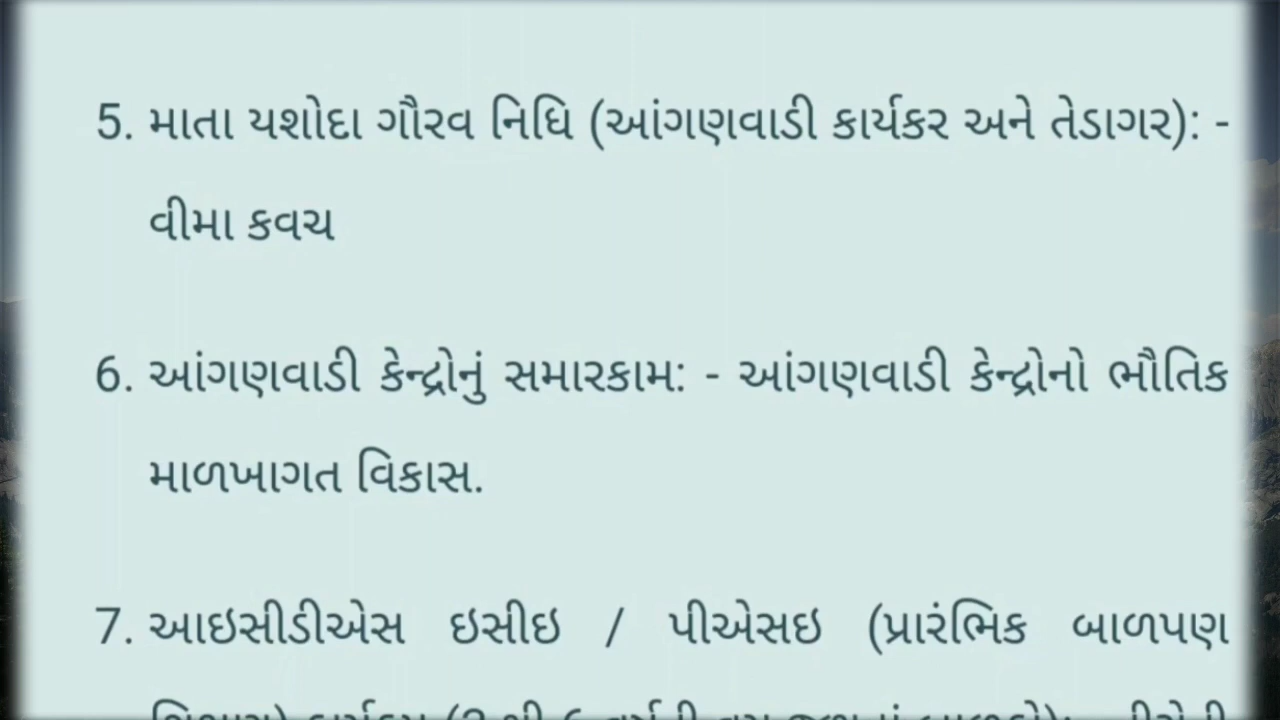 5. માતા યશોદા ગૌરવ નિધિ (આંગણવાડી કાર્યકર અને તેડાગર): -
વીમા કવચ
6. આંગણવાડી કેન્દ્રોનું સમારકામ: - આંગણવાડી કેન્દ્રોનો ભૌતિક
માળખાગત વિકાસ.
7. આઇસીડીએસ ઇસીઇ / પીએસઇ (પ્રારંભિક બાળપણ